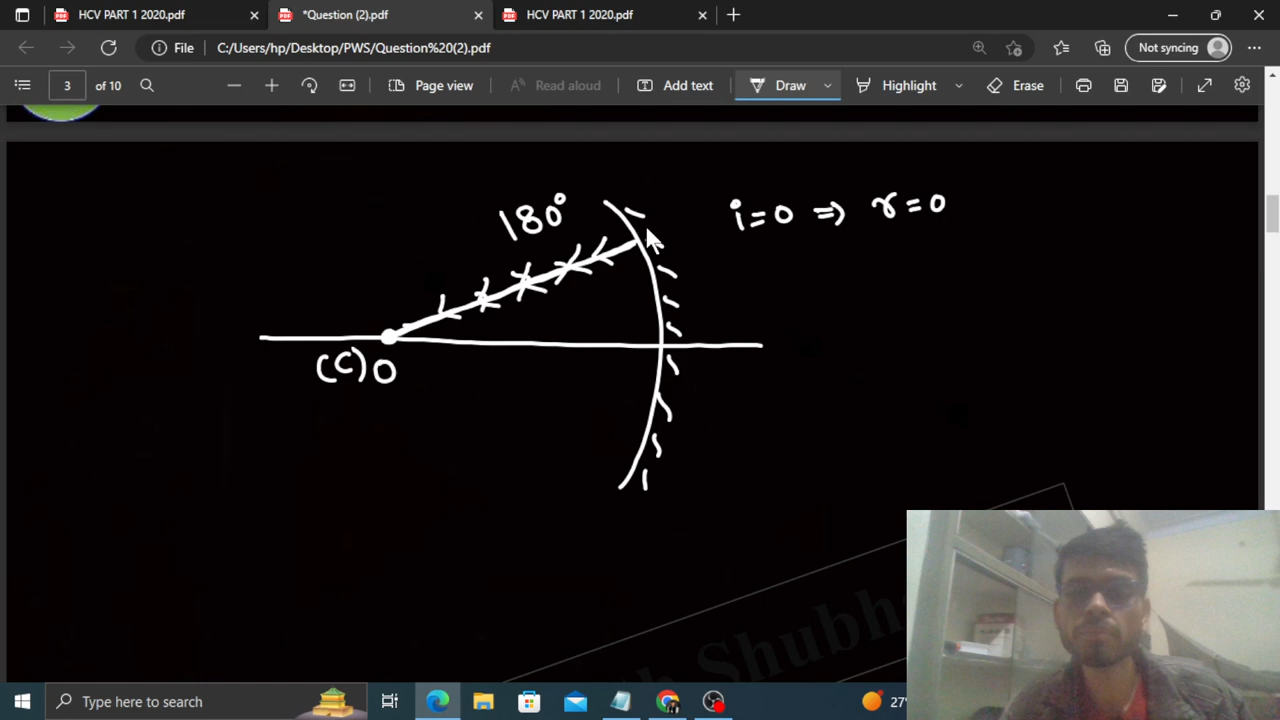 HCV PART 1 2020.pdf
*Question (2).pdf
HCV PART 1 2020.pdf
File
C:/Users/hp/Desktop/PWS/Question%20(2).pdf
Not syncing
3 of 10
Page view
Read aloud
Add text
Draw
Highlight
Erase
180°
i=0 ⇒ r=0
(C)O
Shubh
Type here to search
27°